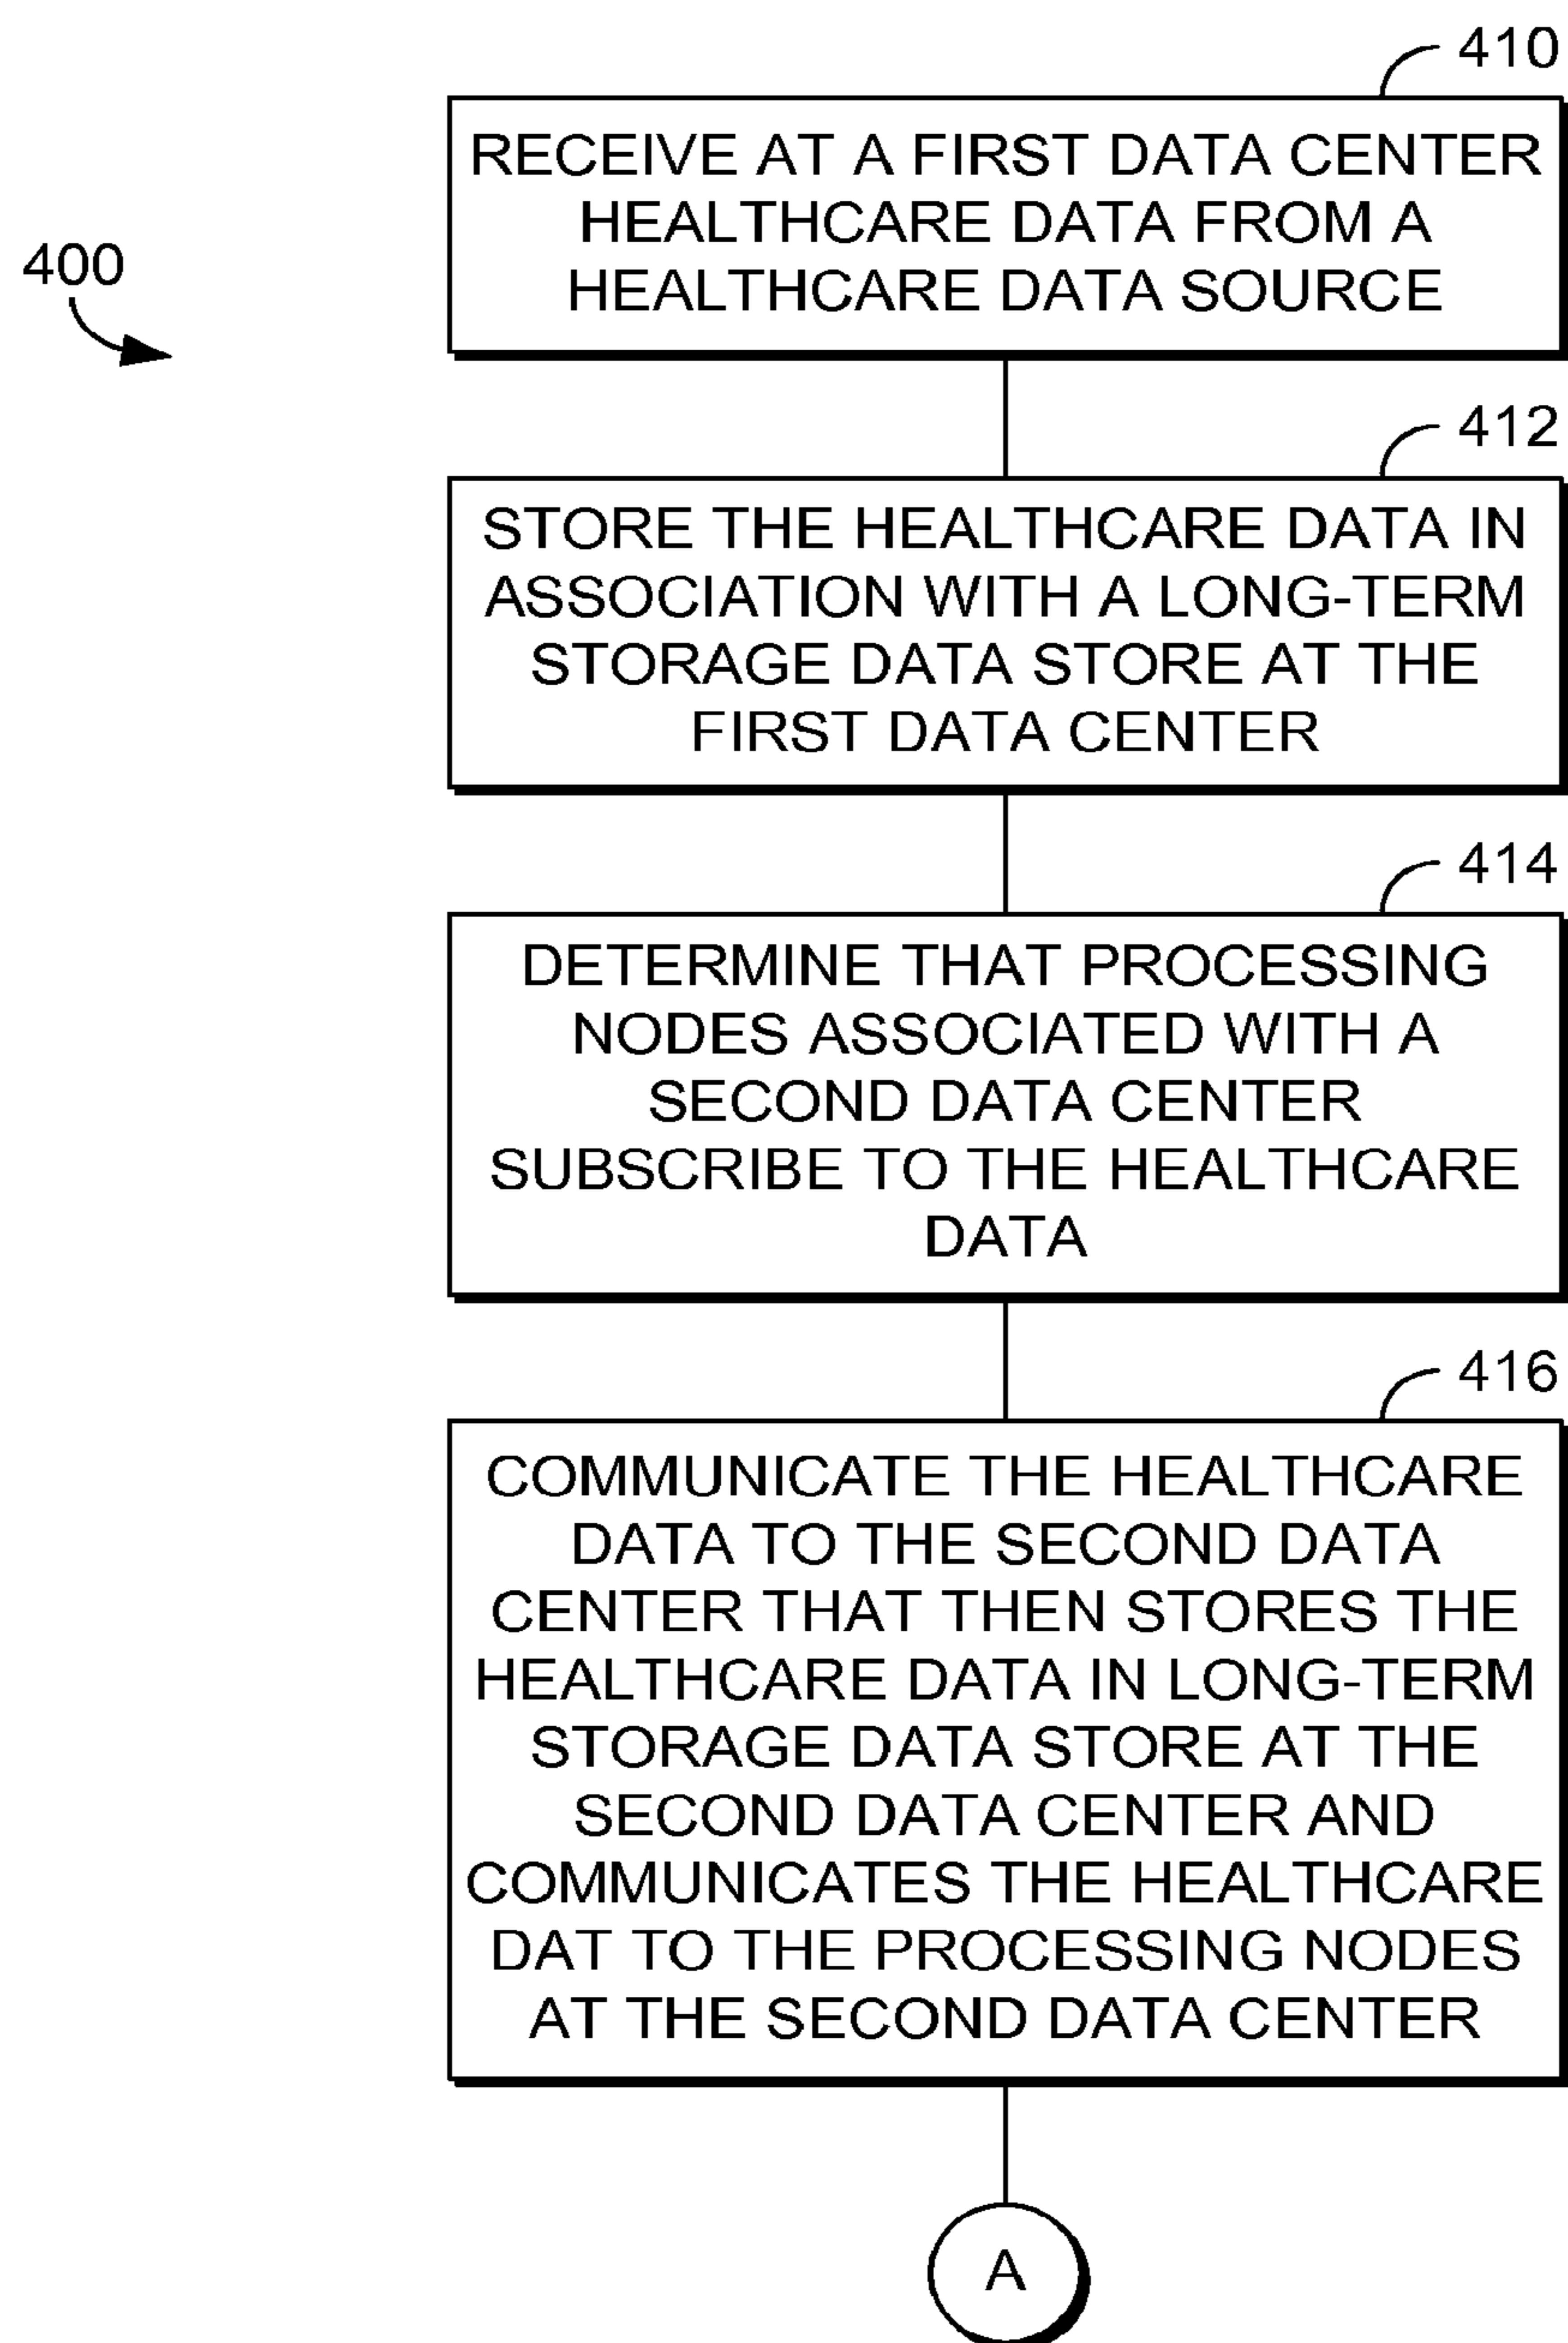 410
RECEIVE AT A FIRST DATA CENTER
HEALTHCARE DATA FROM A
HEALTHCARE DATA SOURCE
400
412
STORE THE HEALTHCARE DATA IN
ASSOCIATION WITH A LONG-TERM
STORAGE DATA STORE AT THE
FIRST DATA CENTER
414
DETERMINE THAT PROCESSING
NODES ASSOCIATED WITH A
SECOND DATA CENTER
SUBSCRIBE TO THE HEALTHCARE
DATA
416
COMMUNICATE THE HEALTHCARE
DATA TO THE SECOND DATA
CENTER THAT THEN STORES THE
HEALTHCARE DATA IN LONG-TERM
STORAGE DATA STORE AT THE
SECOND DATA CENTER AND
COMMUNICATES THE HEALTHCARE
DAT TO THE PROCESSING NODES
AT THE SECOND DATA CENTER
A